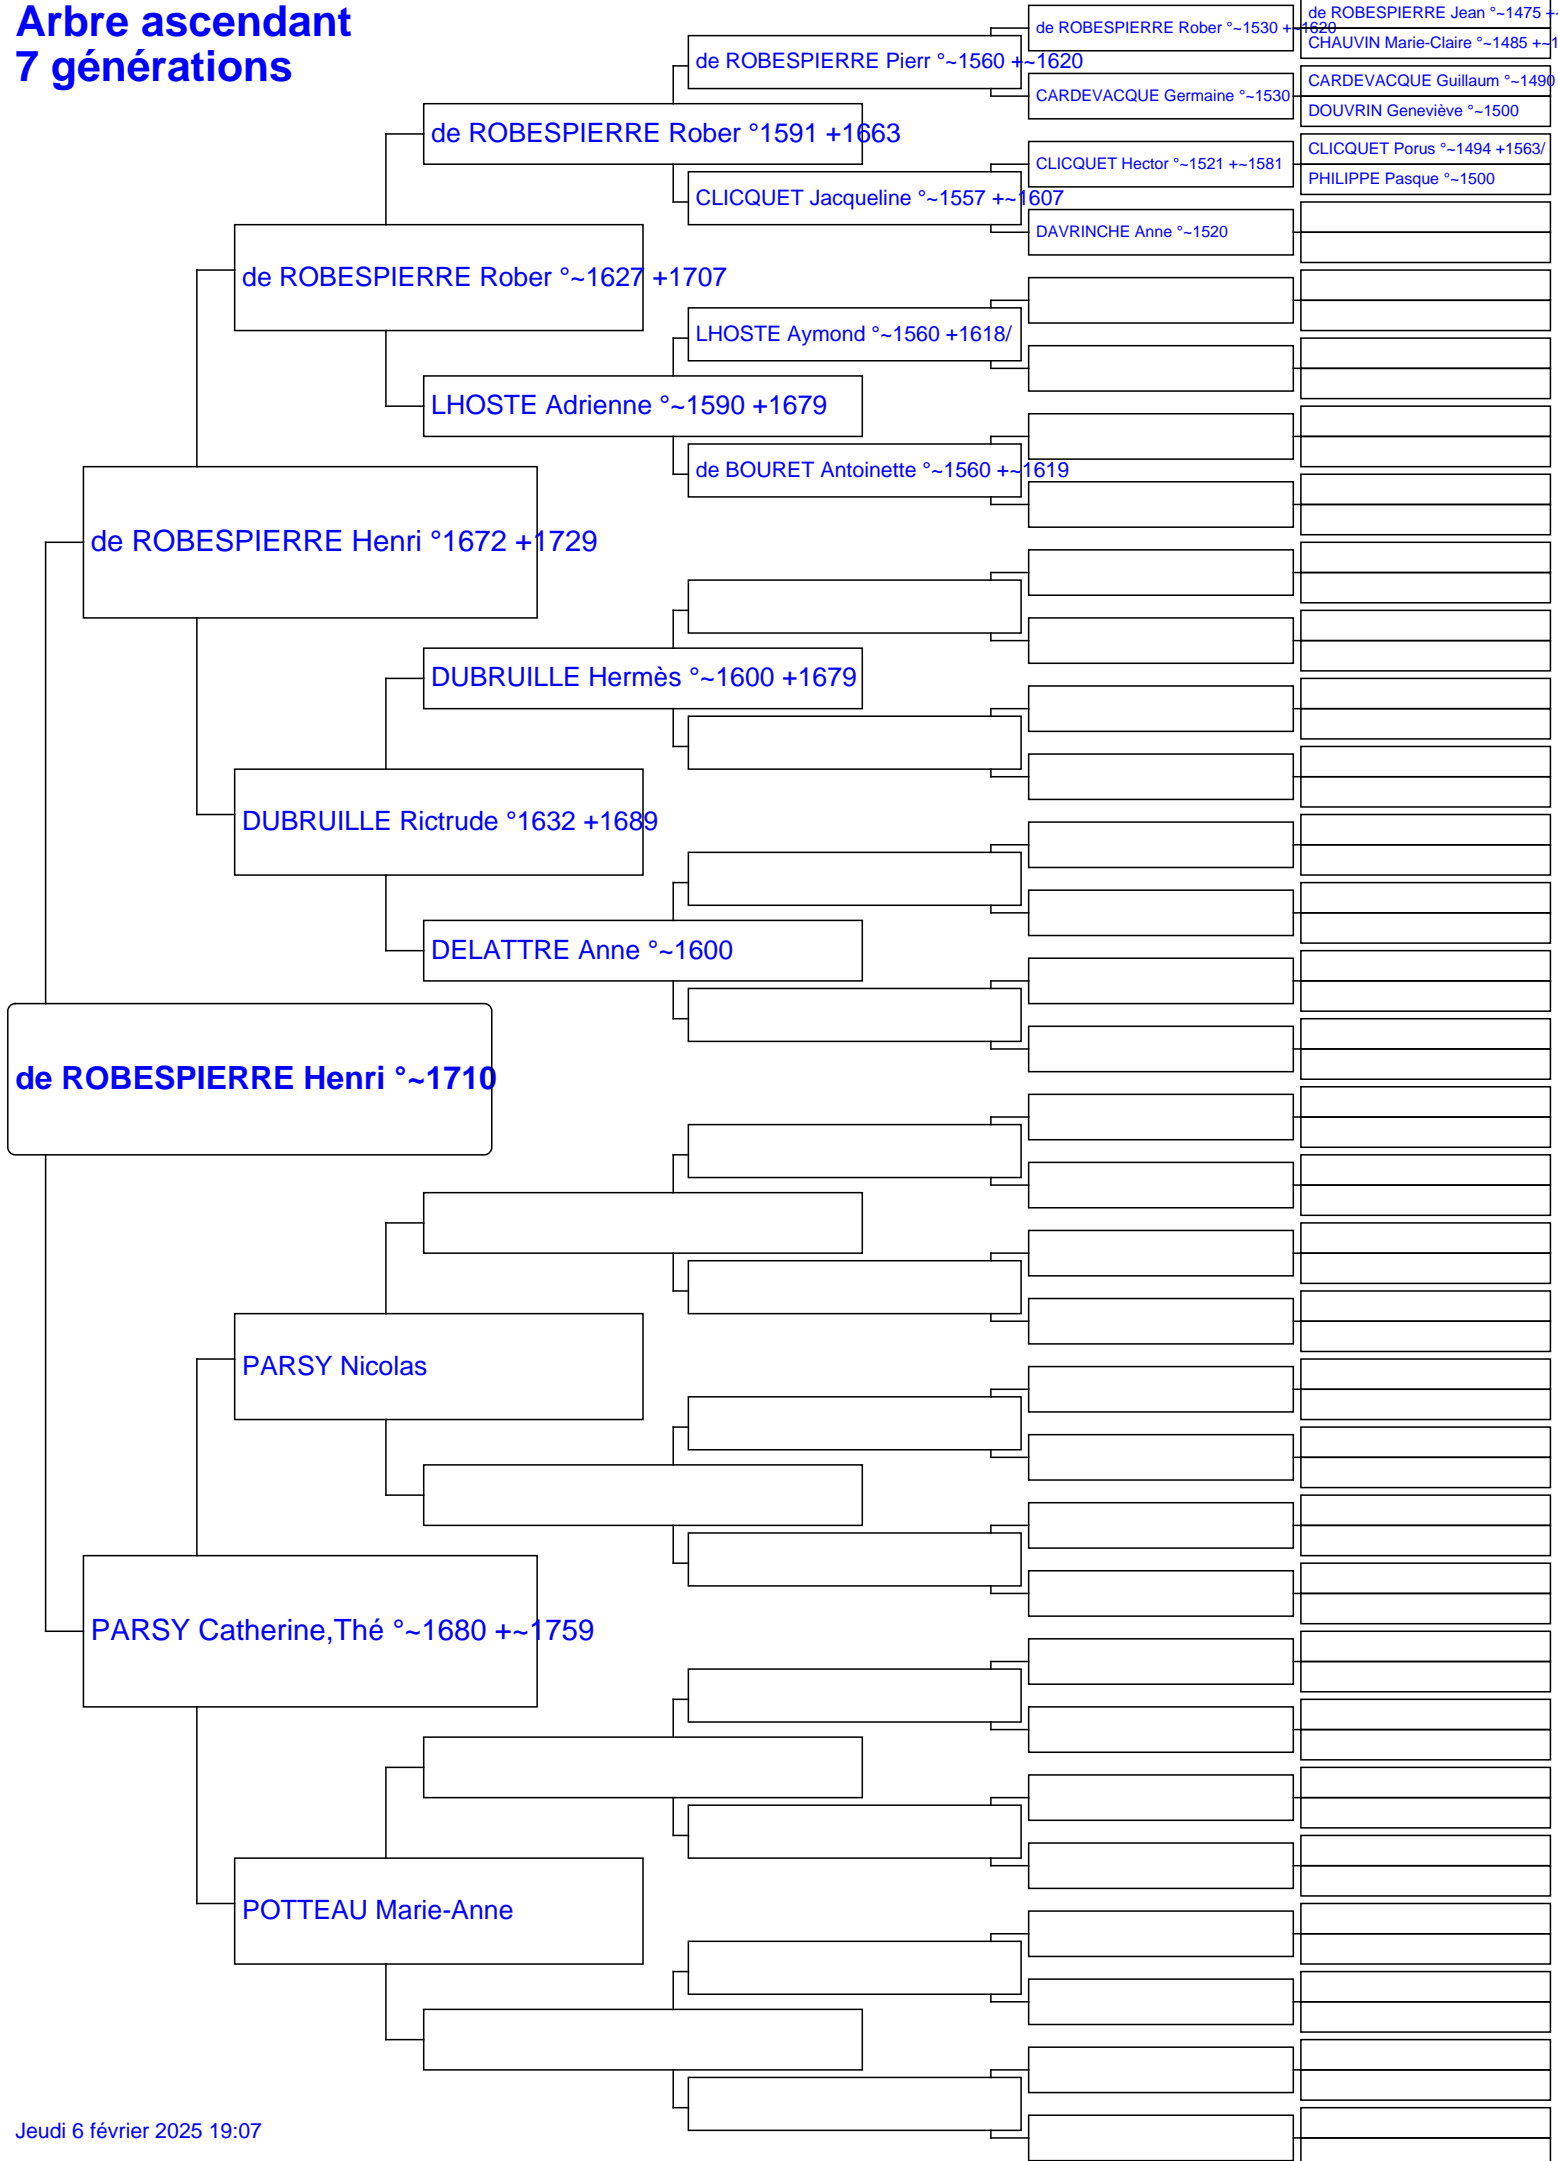 Arbre ascendant
7 générations
de ROBESPIERRE Jean °~1475 +~
de ROBESPIERRE Rober °~1530 +~1620
CHAUVIN Marie-Claire °~1485 +~1
de ROBESPIERRE Pierr °~1560 +~1620
CARDEVACQUE Guillaum °~1490
CARDEVACQUE Germaine °~1530
DOUVRIN Geneviève °~1500
de ROBESPIERRE Rober °1591 +1663
CLICQUET Porus °~1494 +1563/
CLICQUET Hector °~1521 +~1581
PHILIPPE Pasque °~1500
CLICQUET Jacqueline °~1557 +~1607
DAVRINCHE Anne °~1520
de ROBESPIERRE Rober °~1627 +1707
LHOSTE Aymond °~1560 +1618/
LHOSTE Adrienne °~1590 +1679
de BOURET Antoinette °~1560 +~1619
de ROBESPIERRE Henri °1672 +1729
DUBRUILLE Hermès °~1600 +1679
DUBRUILLE Rictrude °1632 +1689
DELATTRE Anne °~1600
de ROBESPIERRE Henri °~1710
PARSY Nicolas
PARSY Catherine,Thé °~1680 +~1759
POTTEAU Marie-Anne
Jeudi 6 février 2025 19:07